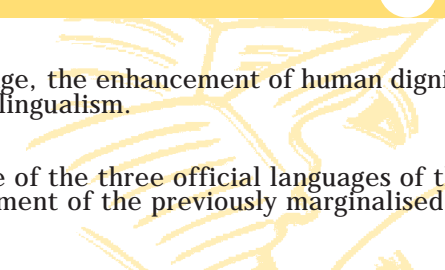 ge, the enhancement of human digni
lingualism.
e of the three official languages of t
ment of the previously marginalised